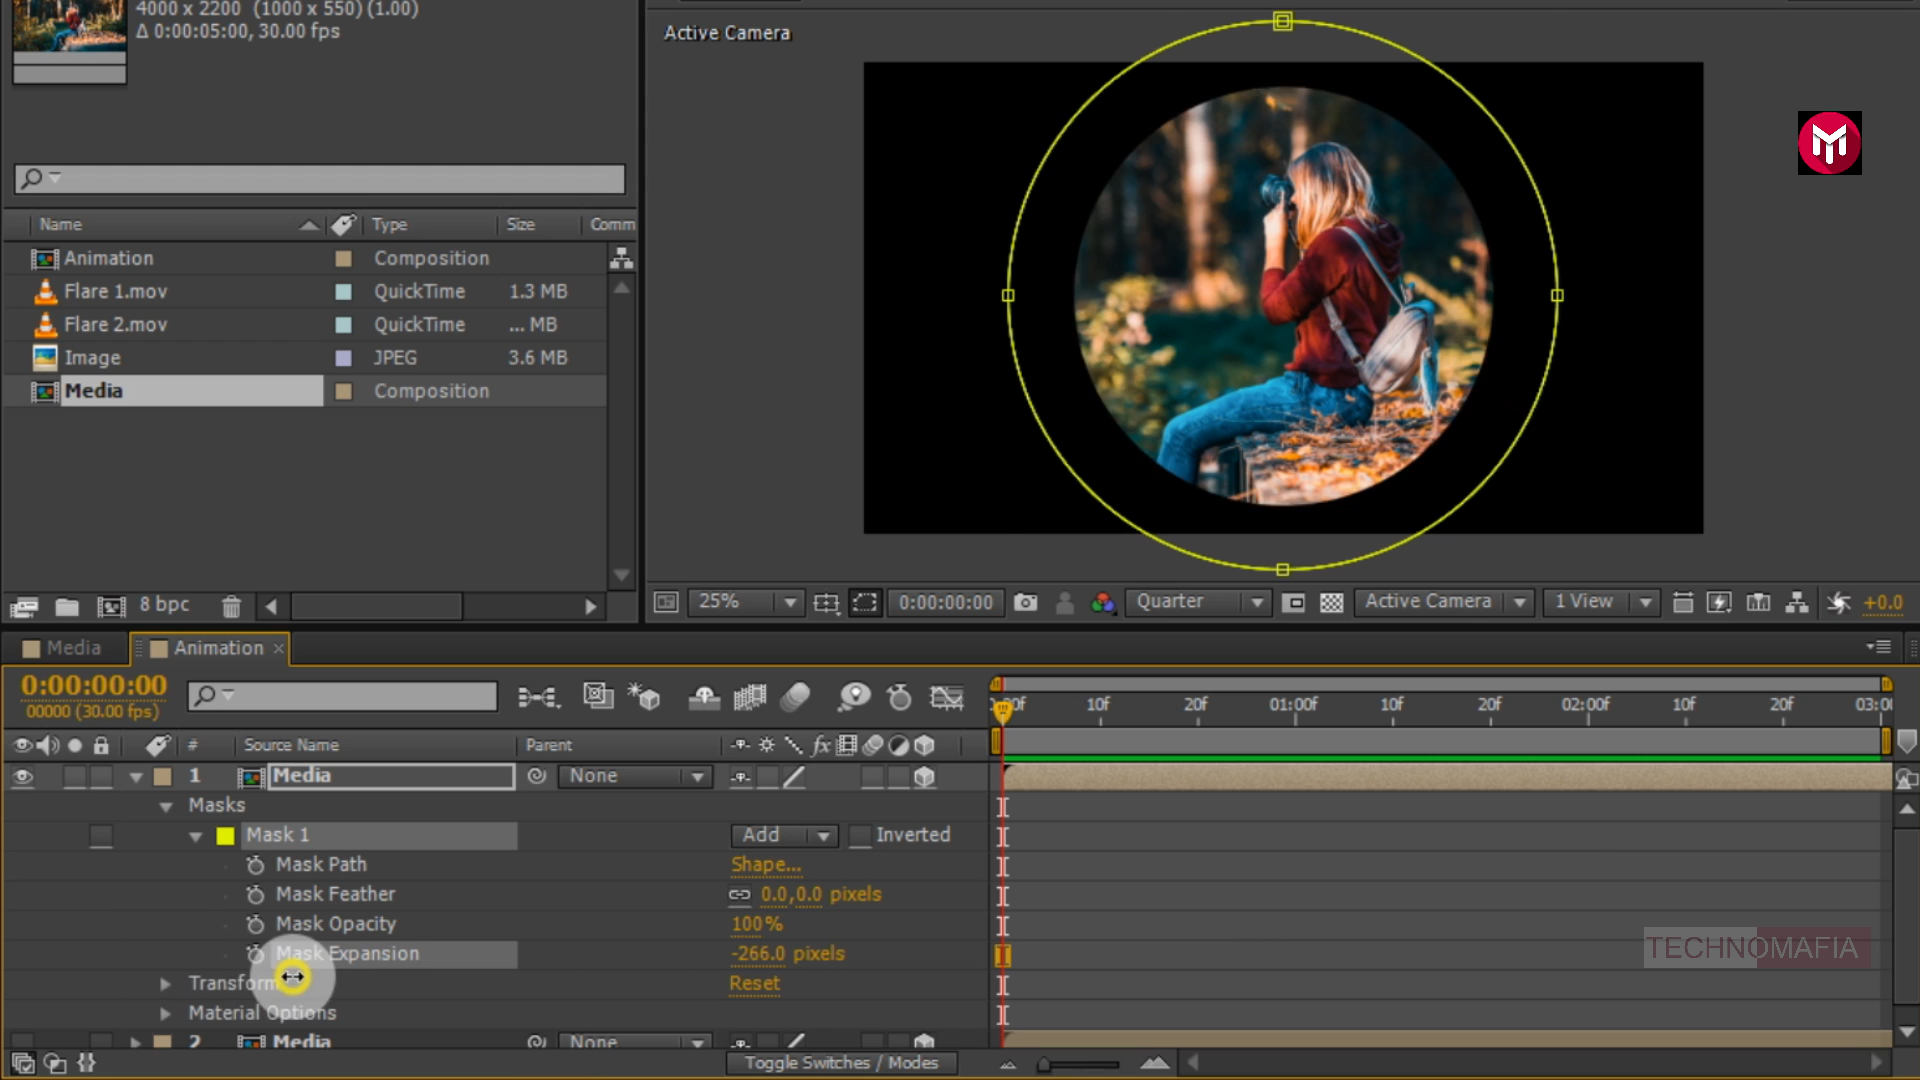 4000 x 2200 (1000 x 550) (1.00)
Δ 0:00:05:00, 30.00 fps
Active Camera
Name Type Size Comm
Animation Composition
Flare 1.mov QuickTime 1.3 MB
Flare 2.mov QuickTime ... MB
Image JPEG 3.6 MB
Media Composition
8 bpc
25% 0:00:00:00 Quarter Active Camera 1 View +0.0
Media Animation ×
0:00:00:00
00000 (30.00 fps)
10f 20f 01:00f 10f 20f 02:00f 10f 20f
# Source Name Parent fx
1 Media None
Masks
Mask 1 Add Inverted
Mask Path Shape...
Mask Feather 0.0,0.0 pixels
Mask Opacity 100%
Mask Expansion -266.0 pixels
Transform Reset
Material Options
2 Media None
Toggle Switches / Modes
TECHNOMAFIA